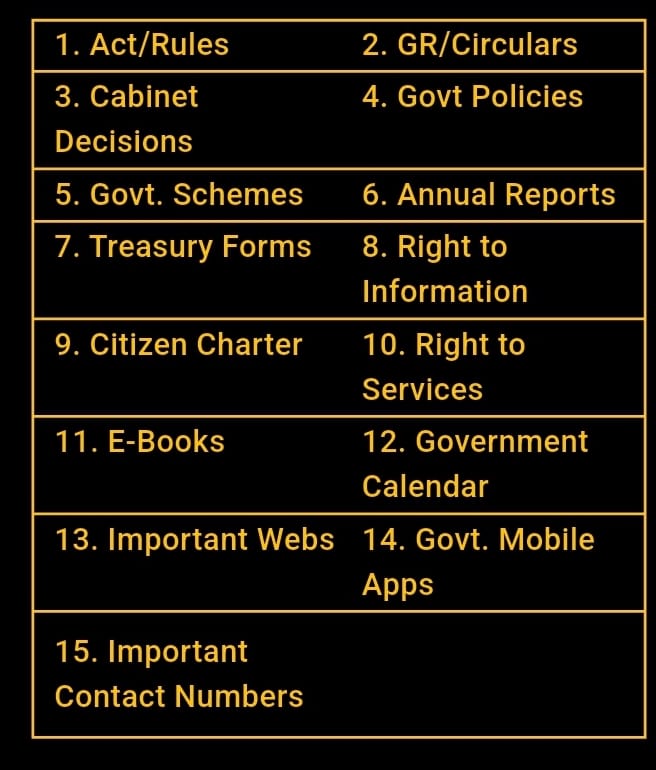 1. Act/Rules
2. GR/Circulars
3. Cabinet
Decisions
4. Govt Policies
5. Govt. Schemes
6. Annual Reports
7. Treasury Forms
8. Right to
Information
9. Citizen Charter
10. Right to
Services
11. E-Books
12. Government
Calendar
13. Important Webs
14. Govt. Mobile
Apps
15. Important
Contact Numbers